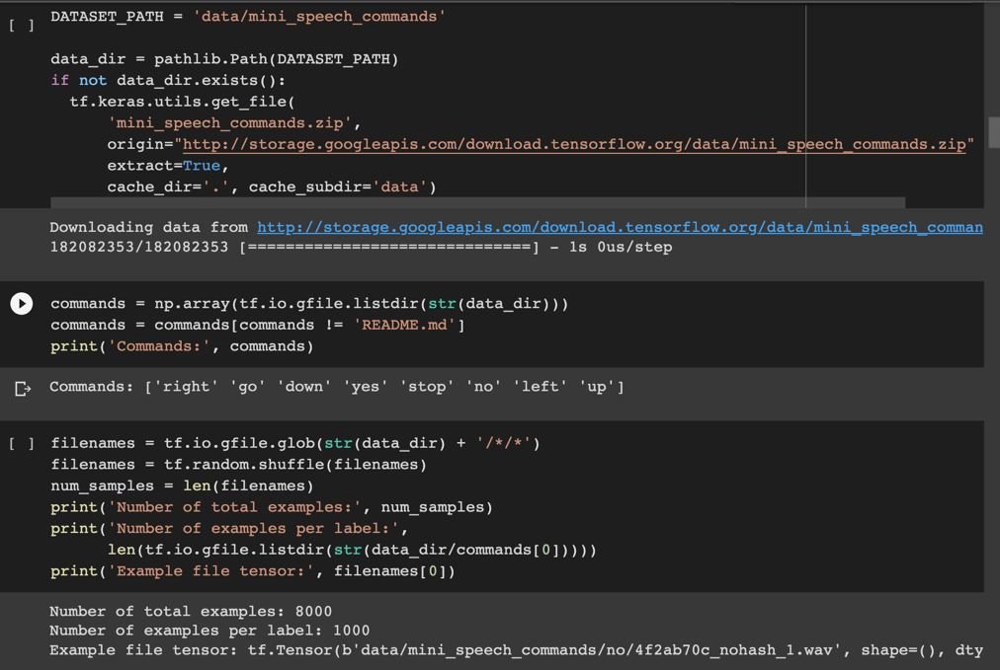 [ ] DATASET_PATH = 'data/mini_speech_commands'
data_dir = pathlib.Path(DATASET_PATH)
if not data_dir.exists():
  tf.keras.utils.get_file(
      'mini_speech_commands.zip',
      origin="http://storage.googleapis.com/download.tensorflow.org/data/mini_speech_commands.zip"
      extract=True,
      cache_dir='.', cache_subdir='data')
Downloading data from http://storage.googleapis.com/download.tensorflow.org/data/mini_speech_comman
182082353/182082353 [==============================] - 1s 0us/step
commands = np.array(tf.io.gfile.listdir(str(data_dir)))
commands = commands[commands != 'README.md']
print('Commands:', commands)
Commands: ['right' 'go' 'down' 'yes' 'stop' 'no' 'left' 'up']
[ ] filenames = tf.io.gfile.glob(str(data_dir) + '/*/*')
filenames = tf.random.shuffle(filenames)
num_samples = len(filenames)
print('Number of total examples:', num_samples)
print('Number of examples per label:',
      len(tf.io.gfile.listdir(str(data_dir/commands[0]))))
print('Example file tensor:', filenames[0])
Number of total examples: 8000
Number of examples per label: 1000
Example file tensor: tf.Tensor(b'data/mini_speech_commands/no/4f2ab70c_nohash_1.wav', shape=(), dty